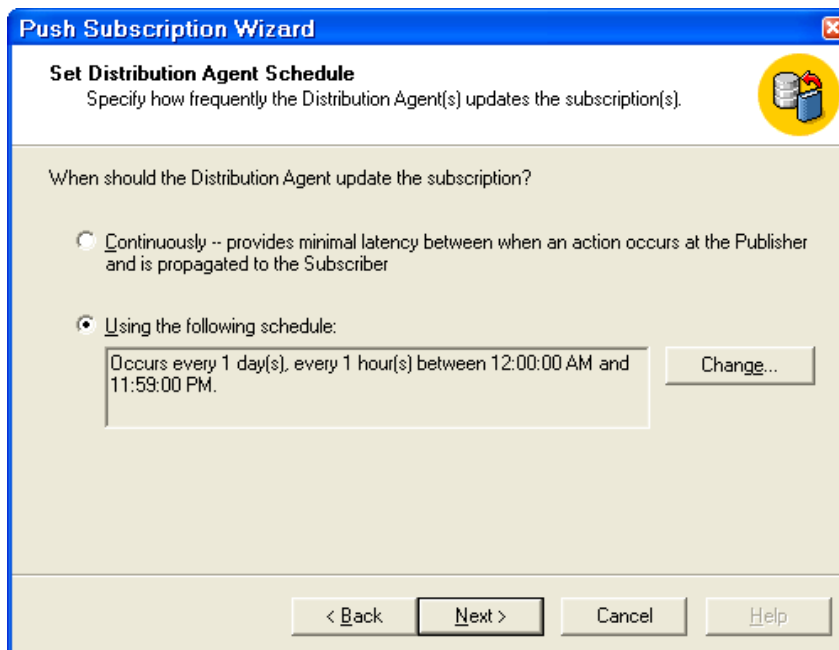 Push Subscription Wizard
Set Distribution Agent Schedule
Specify how frequently the Distribution Agent(s) updates the subscription(s).
When should the Distribution Agent update the subscription?
Continuously -- provides minimal latency between when an action occurs at the Publisher
and is propagated to the Subscriber
Using the following schedule:
Occurs every 1 day(s), every 1 hour(s) between 12:00:00 AM and
11:59:00 PM.
Change...
< Back
Next >
Cancel
Help